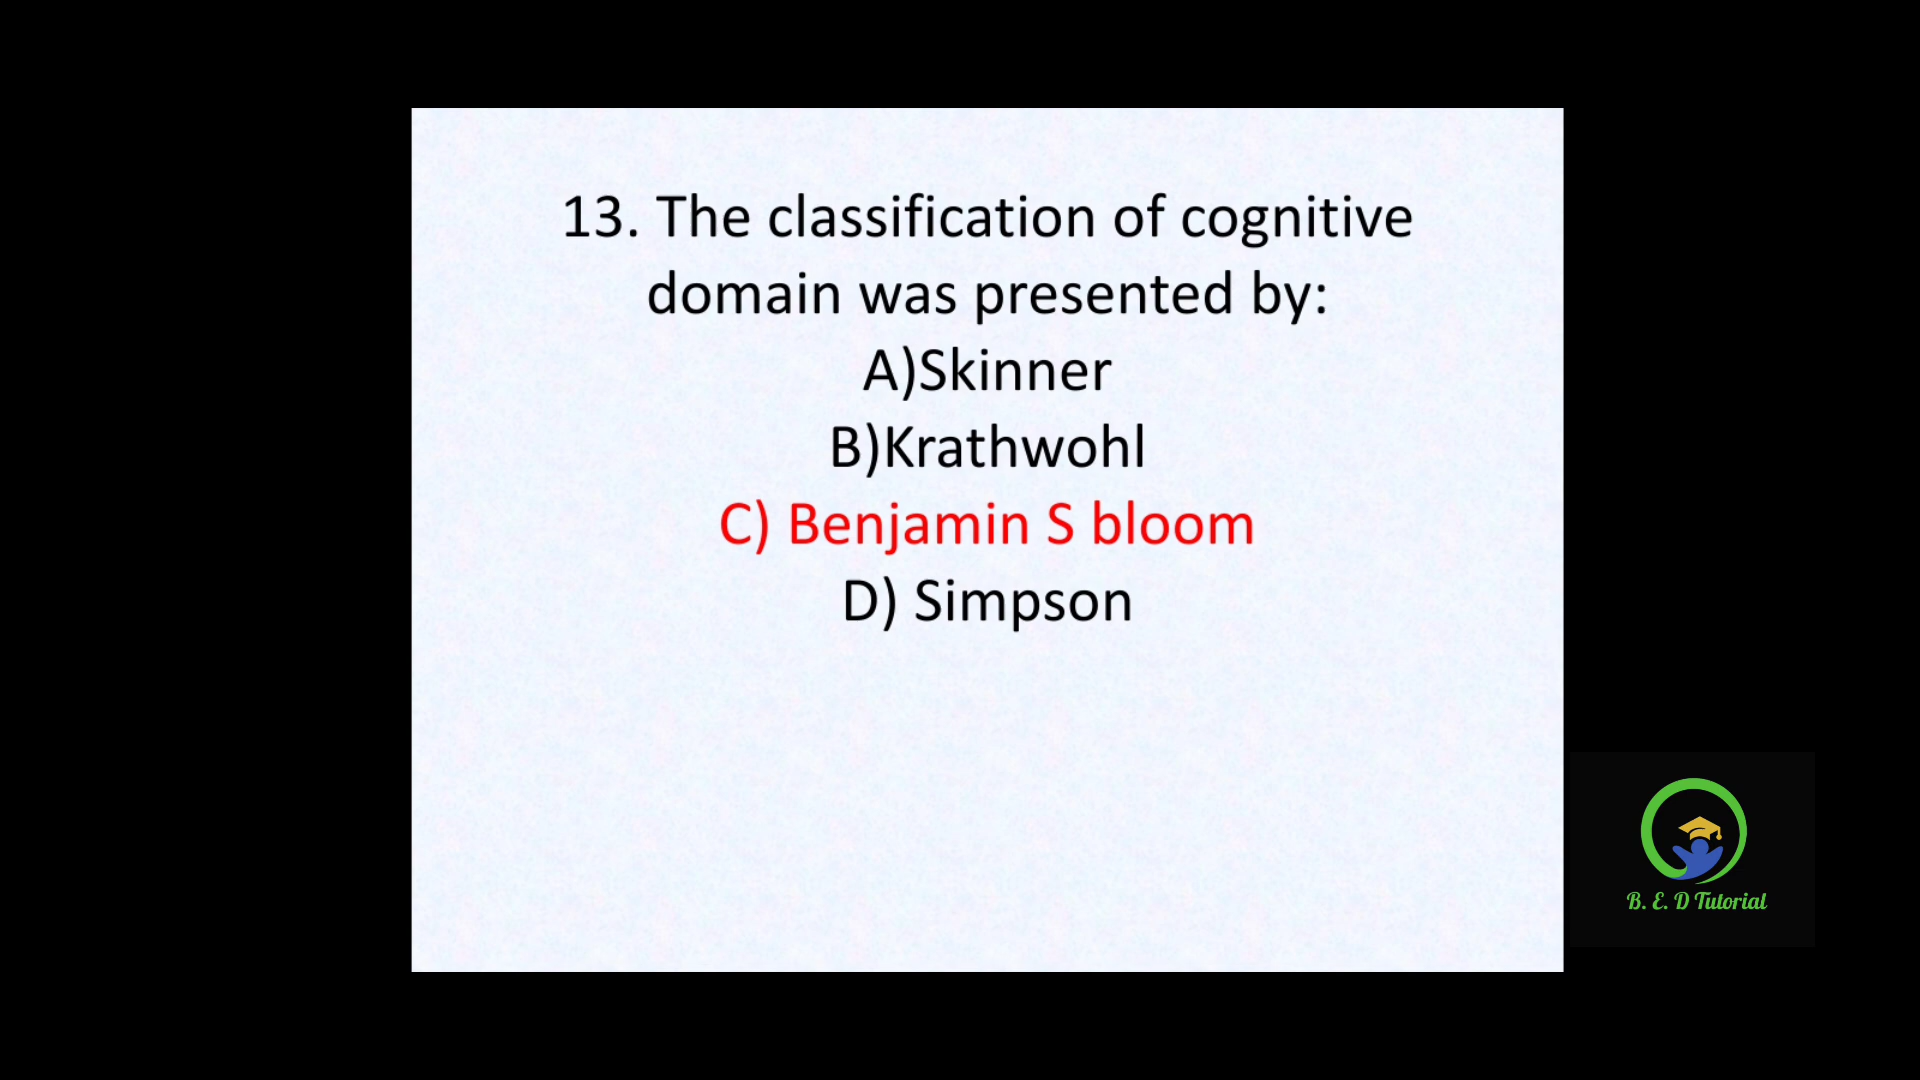 13. The classification of cognitive
domain was presented by:
A)Skinner
B)Krathwohl
C) Benjamin S bloom
D) Simpson
B. E. D Tutorial